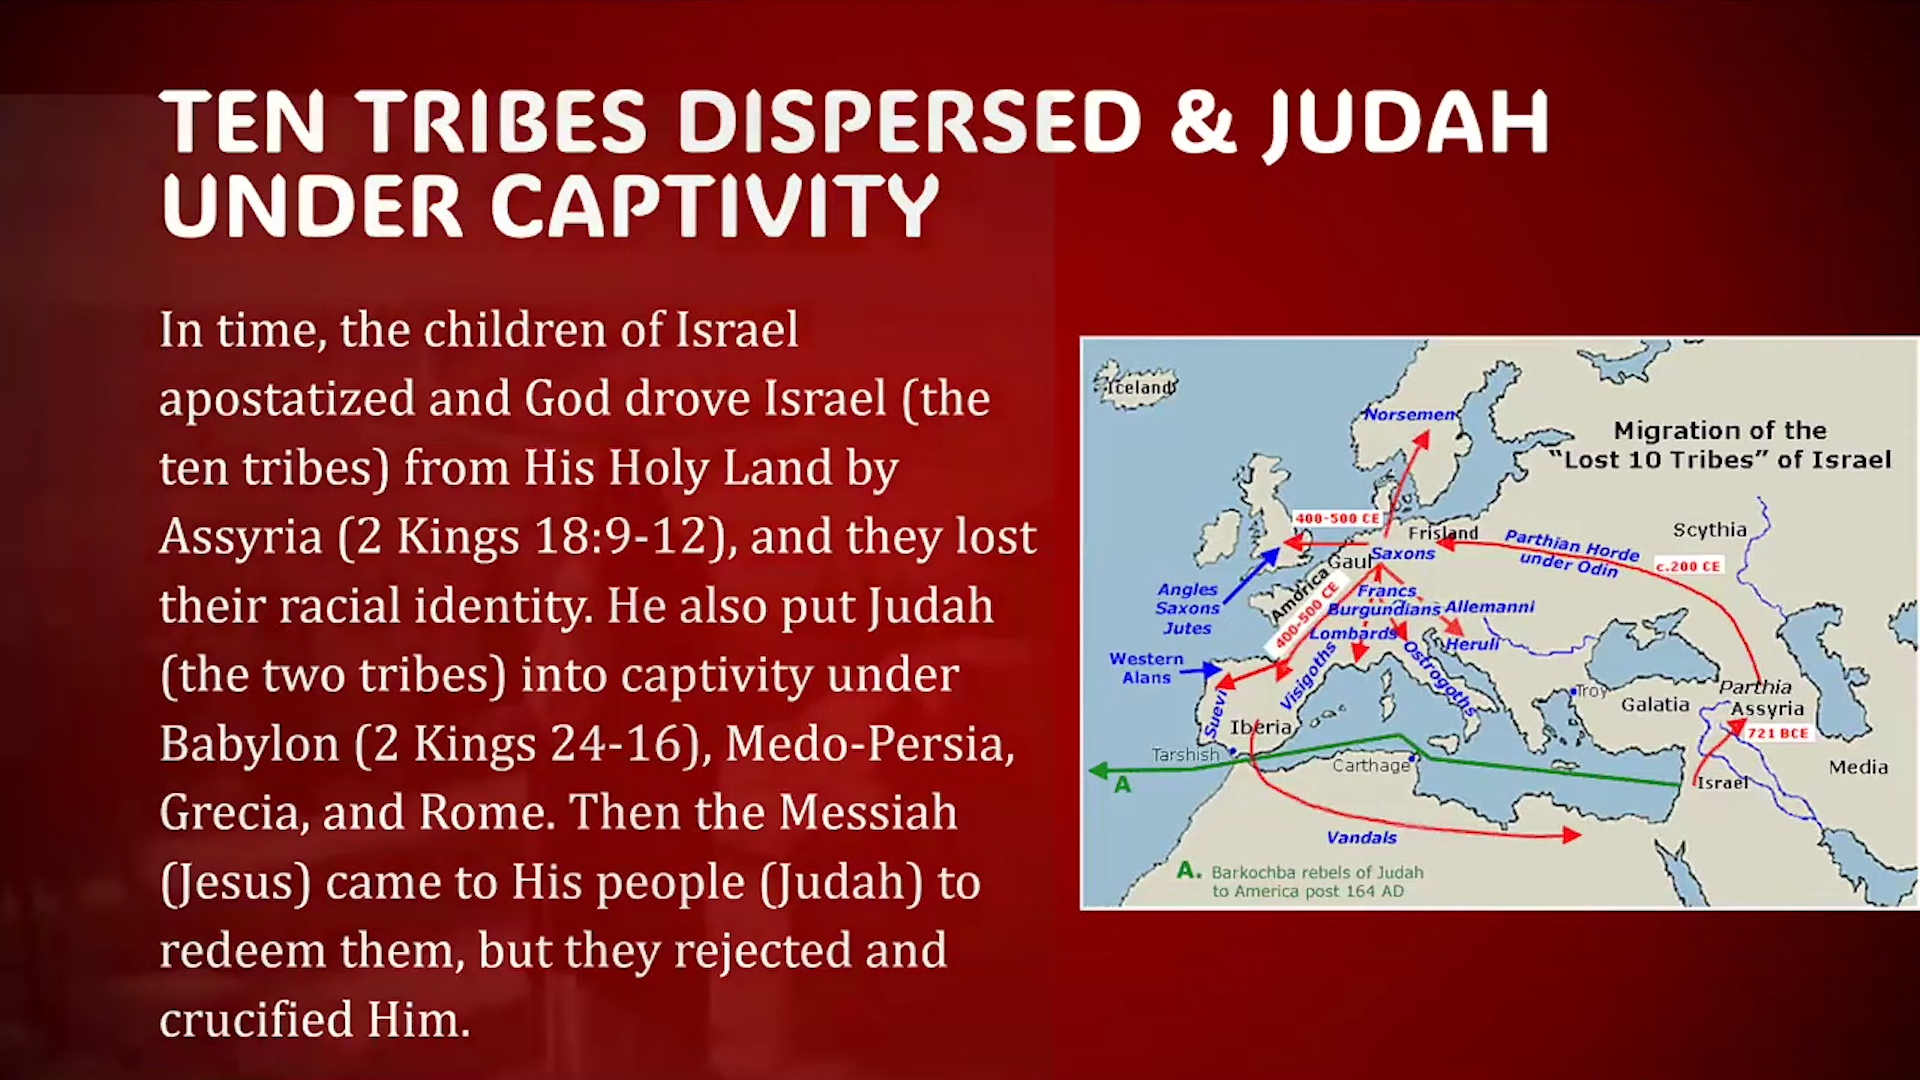 TEN TRIBES DISPERSED & JUDAH
UNDER CAPTIVITY
In time, the children of Israel
apostatized and God drove Israel (the
ten tribes) from His Holy Land by
Assyria (2 Kings 18:9-12), and they lost
their racial identity. He also put Judah
(the two tribes) into captivity under
Babylon (2 Kings 24-16), Medo-Persia,
Grecia, and Rome. Then the Messiah
(Jesus) came to His people (Judah) to
redeem them, but they rejected and
crucified Him.
Iceland
Norsemen
Migration of the
"Lost 10 Tribes" of Israel
400-500 CE
Frisland
Scythia
Parthian Horde
under Odin
c.200 CE
Saxons
Gaul
Amorica
400-500 CE
Angles
Saxons
Jutes
Francs
Burgundians
Allemanni
Lombards
Heruli
Western
Alans
Visigoths
Ostrogoths
Suevi
Iberia
Troy
Galatia
Parthia
Assyria
721 BCE
Tarshish
Carthage
Israel
Media
A
Vandals
A. Barkochba rebels of Judah
to America post 164 AD